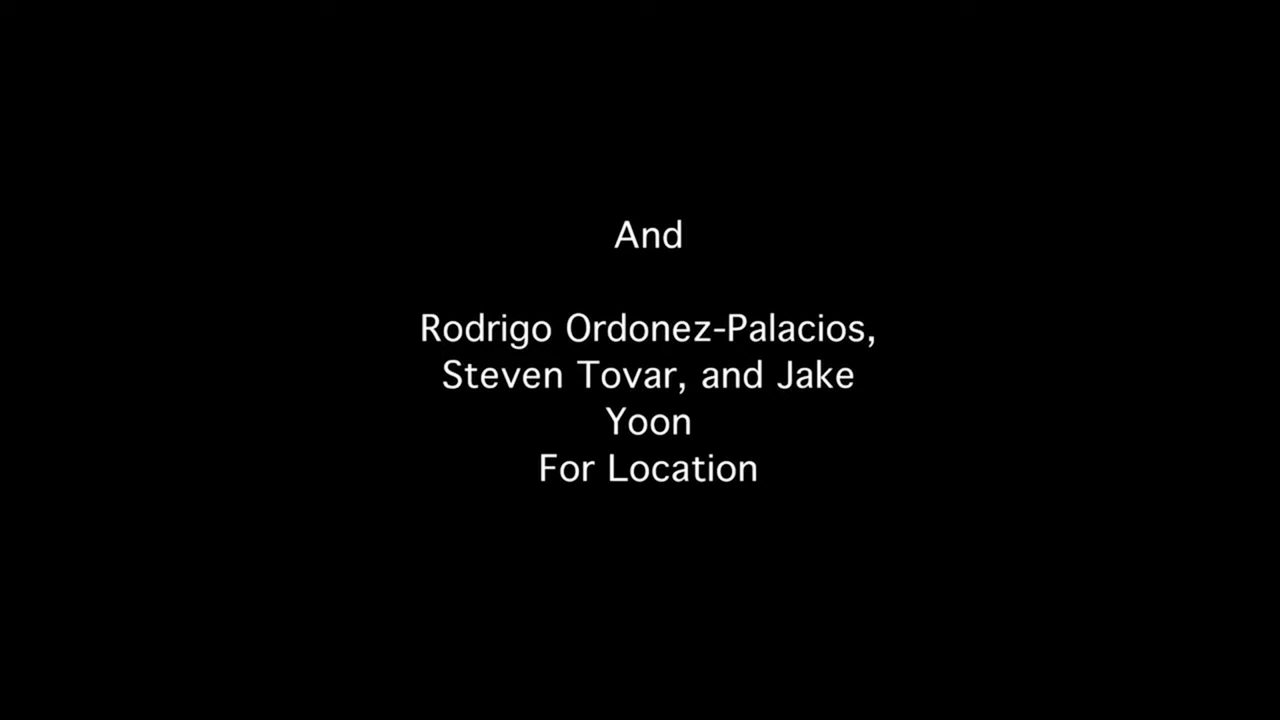 And
Rodrigo Ordonez-Palacios,
Steven Tovar, and Jake
Yoon
For Location